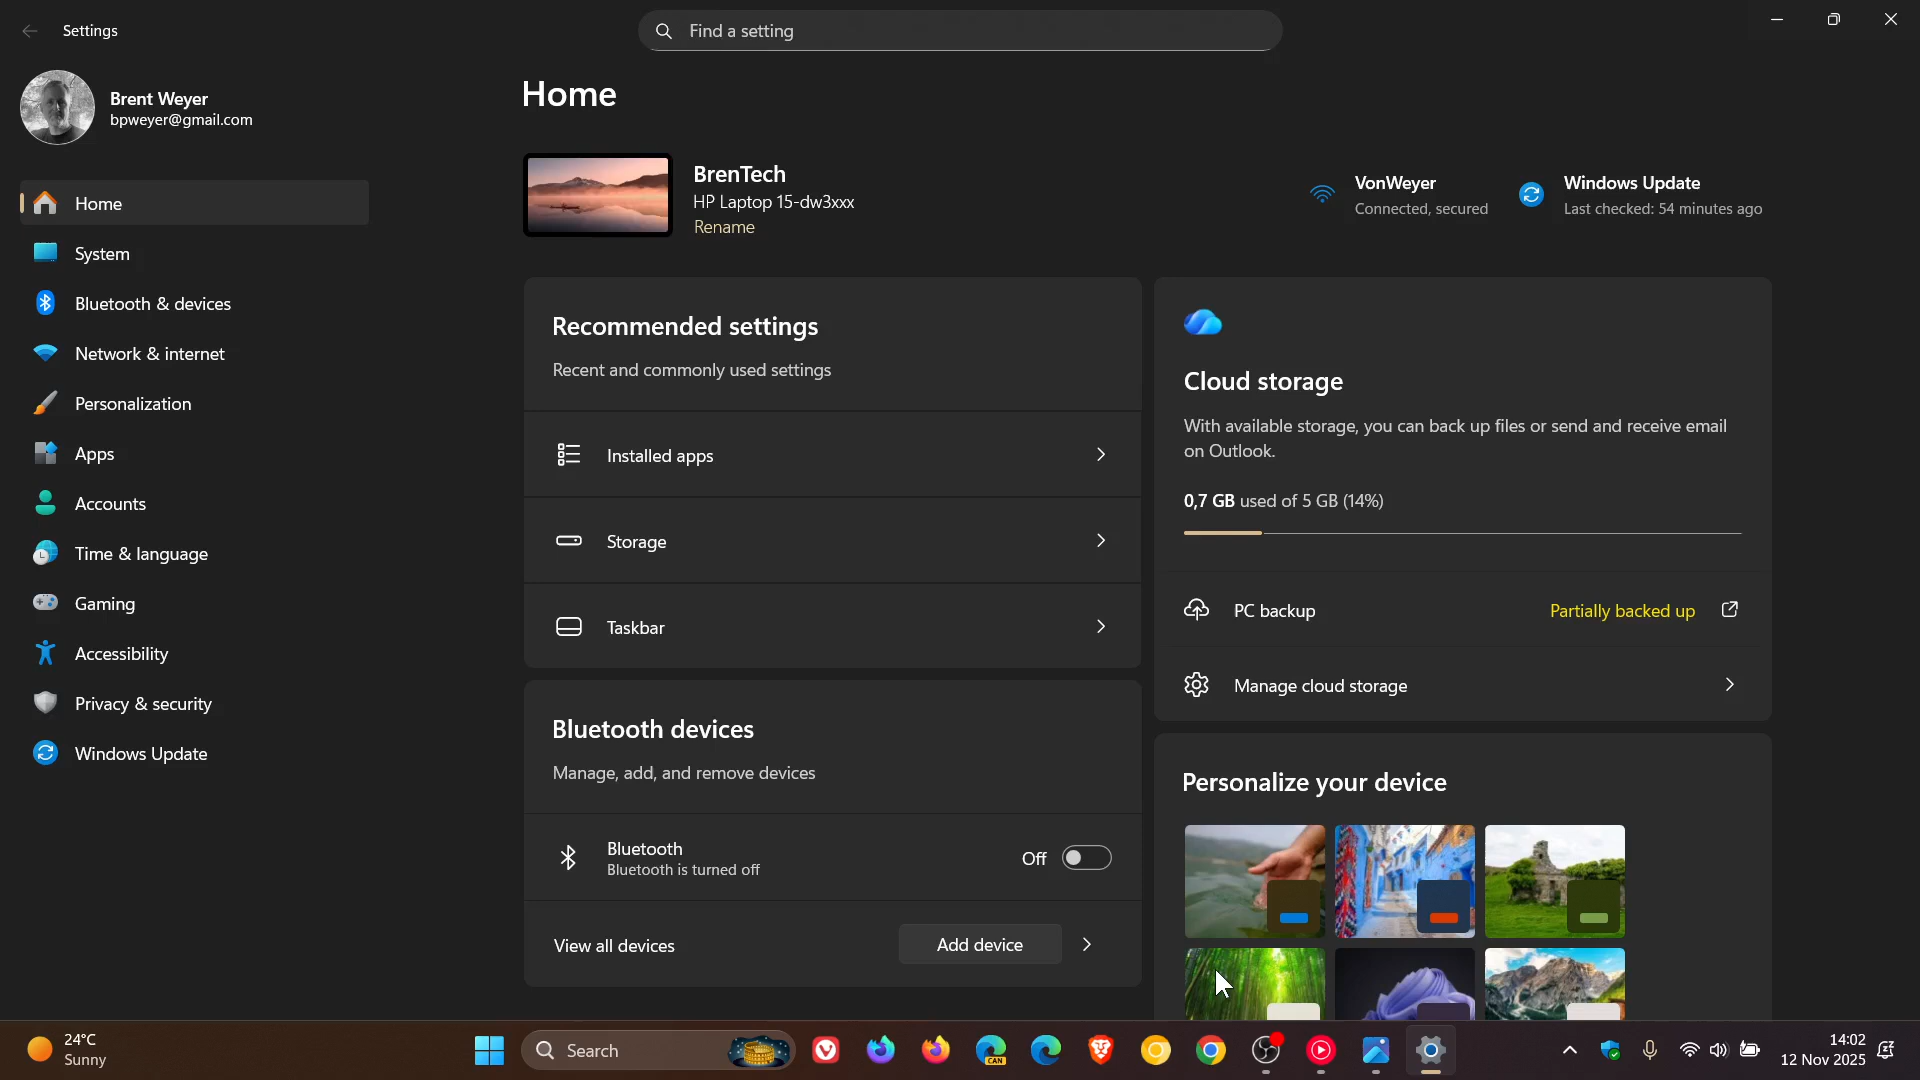 Settings
Find a setting
Brent Weyer
bpweyer@gmail.com
Home
System
Bluetooth & devices
Network & internet
Personalization
Apps
Accounts
Time & language
Gaming
Accessibility
Privacy & security
Windows Update
Home
BrenTech
HP Laptop 15-dw3xxx
Rename
VonWeyer
Connected, secured
Windows Update
Last checked: 54 minutes ago
Recommended settings
Recent and commonly used settings
Installed apps
Storage
Taskbar
Bluetooth devices
Manage, add, and remove devices
Bluetooth
Bluetooth is turned off
Off
View all devices
Add device
Cloud storage
With available storage, you can back up files or send and receive email
on Outlook.
0,7 GB used of 5 GB (14%)
PC backup
Partially backed up
Manage cloud storage
Personalize your device
24°C
Sunny
Search
CAN
14:02
12 Nov 2025